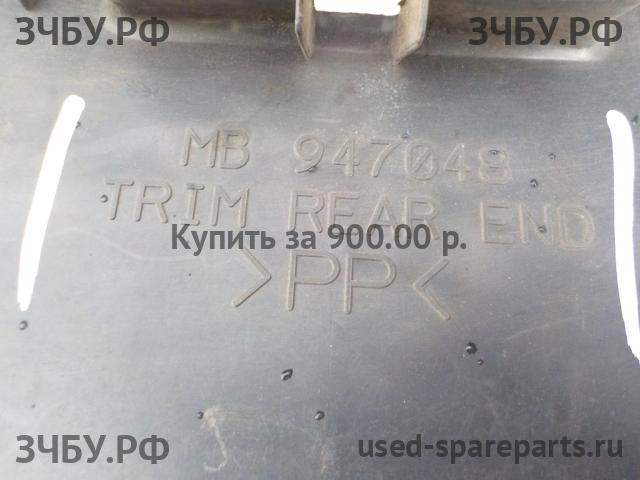 ЗЧБУ.РФ ЗЧБУ.РФ
MB 947048
TRIM REAR END
Купить за 900.00 р.
>PP<
ЗЧБУ.РФ used-spareparts.ru